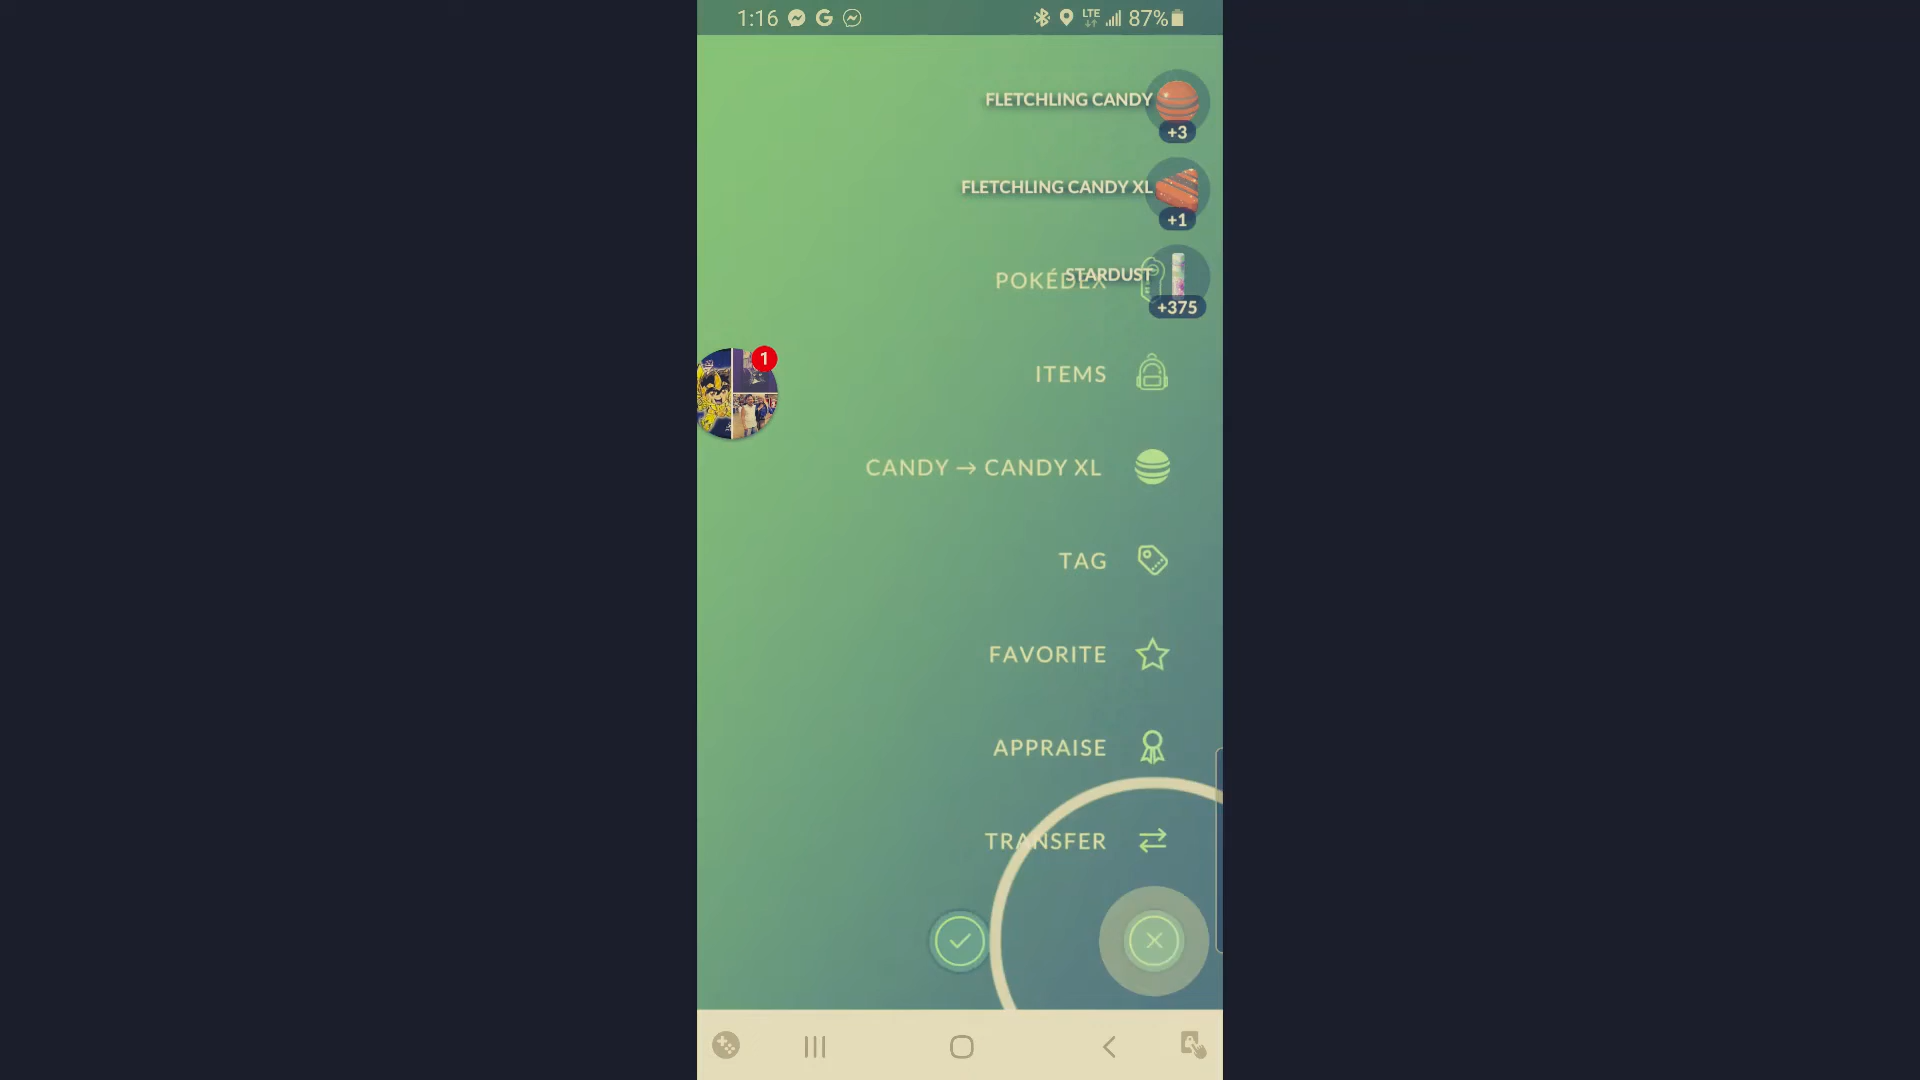 1:16 LTE 87%
FLETCHLING CANDY
+3
FLETCHLING CANDY XL
+1
STARDUST
POKÉDEX
+375
1
ITEMS
CANDY → CANDY XL
TAG
FAVORITE
APPRAISE
TRANSFER